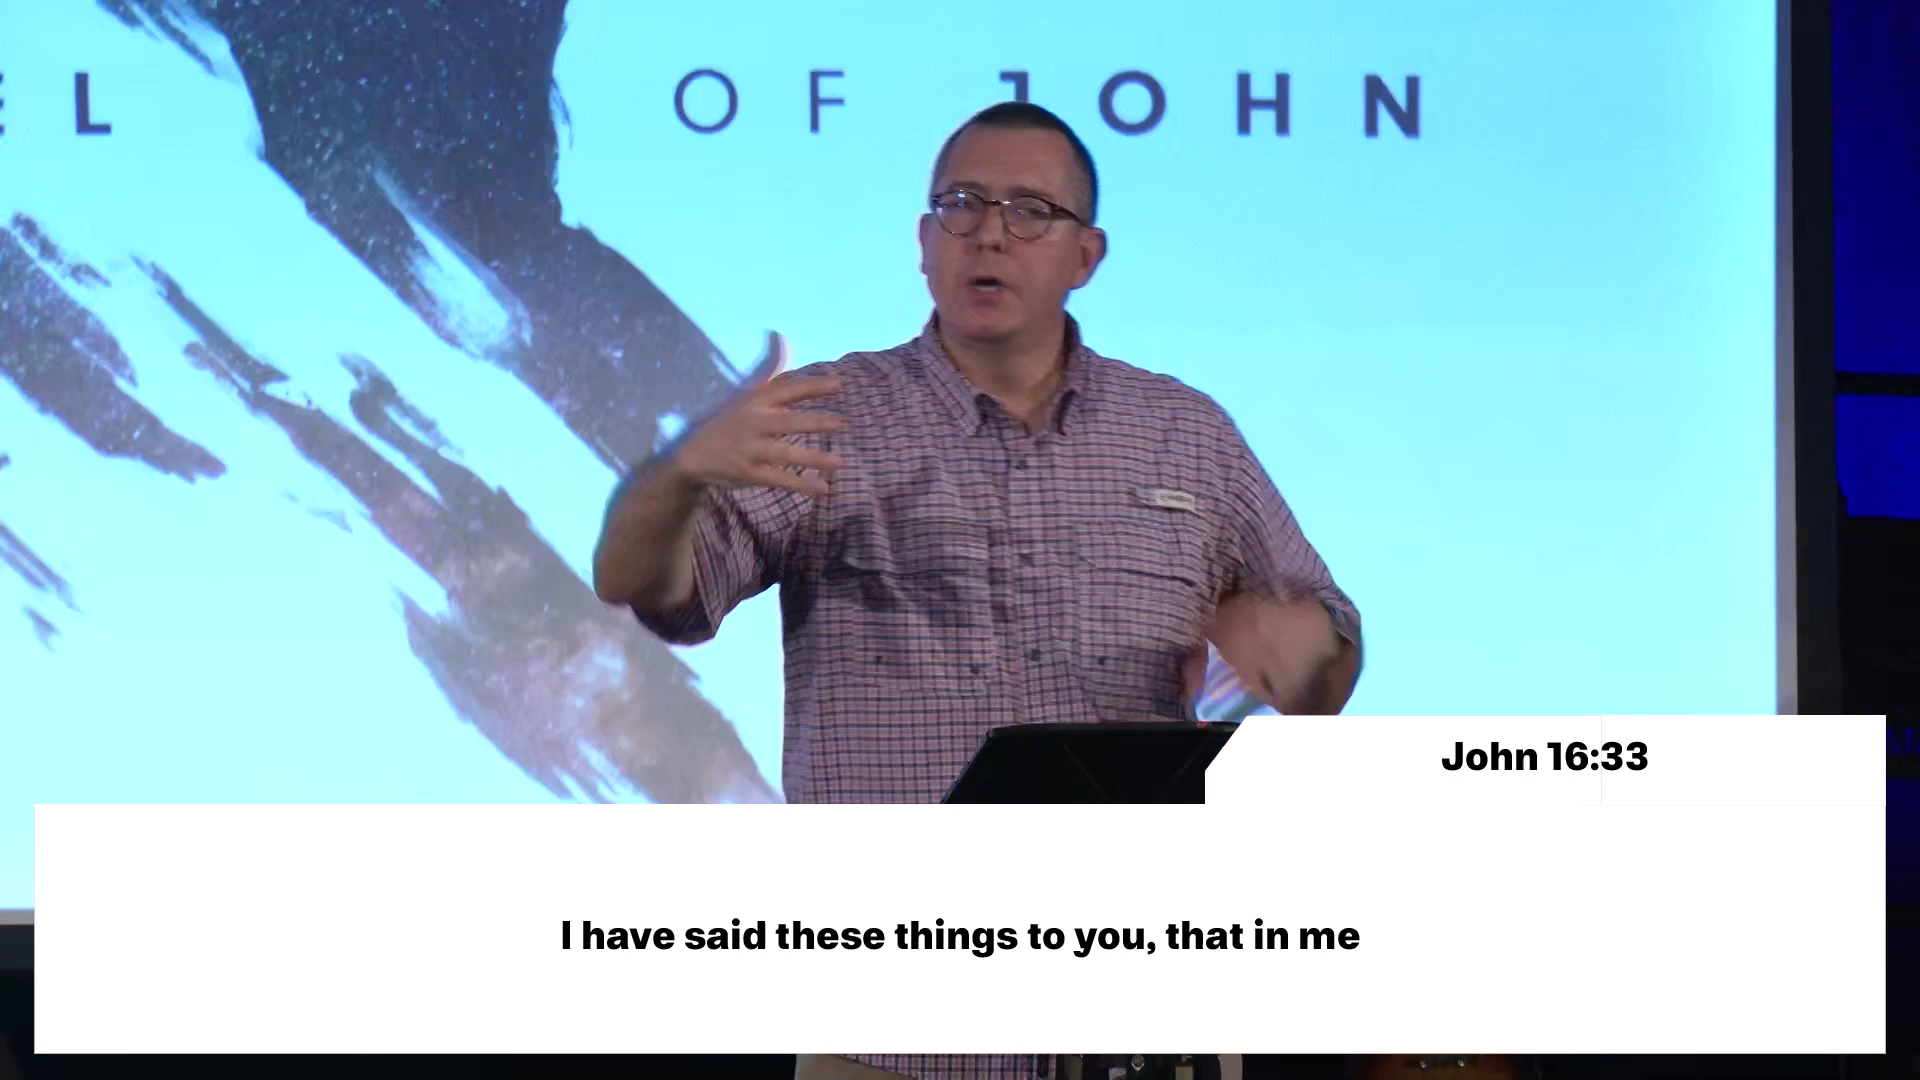 EL OF JOHN
John 16:33
I have said these things to you, that in me